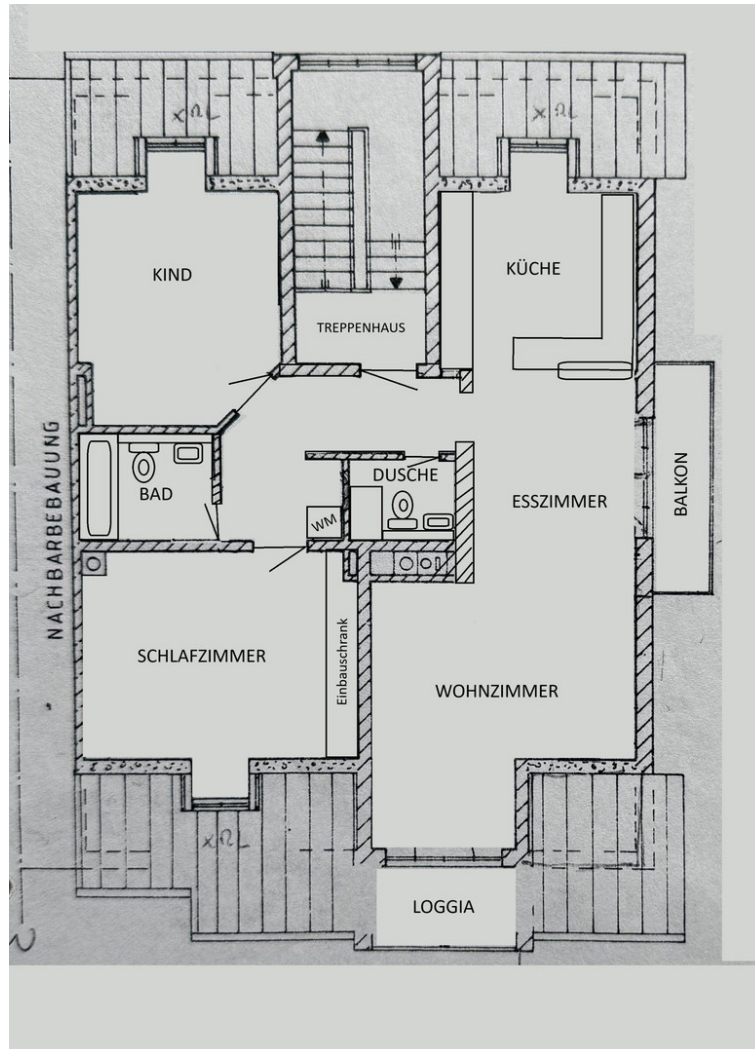 KIND
KÜCHE
TREPPENHAUS
NACHBARBEBAUUNG
BAD
DUSCHE
WM
ESSZIMMER
BALKON
SCHLAFZIMMER
Einbauschrank
WOHNZIMMER
LOGGIA